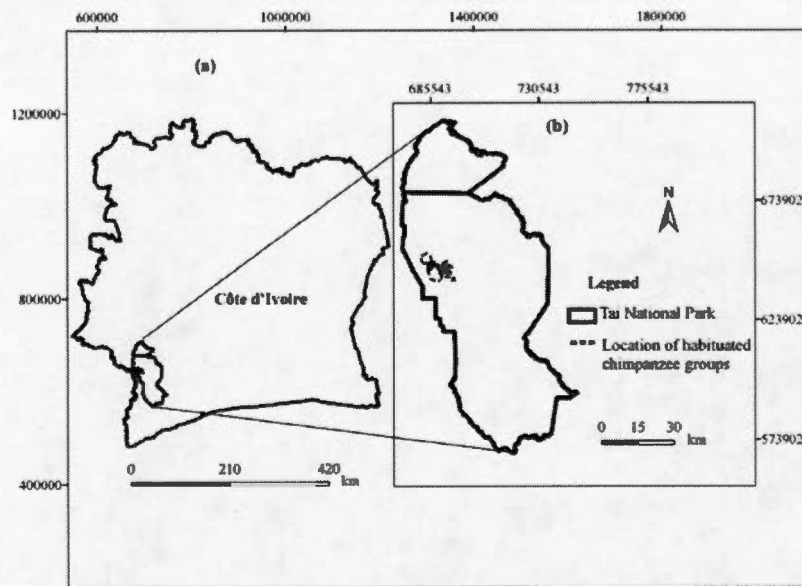 600000 1000000 1400000 1800000
(a)
685543 730543 775543
1200000
(b)
N
673902
Legend
800000
Côte d'Ivoire
Tai National Park
623902
Location of habituated
chimpanzee groups
0 15 30
km
573902
0 210 420
km
400000